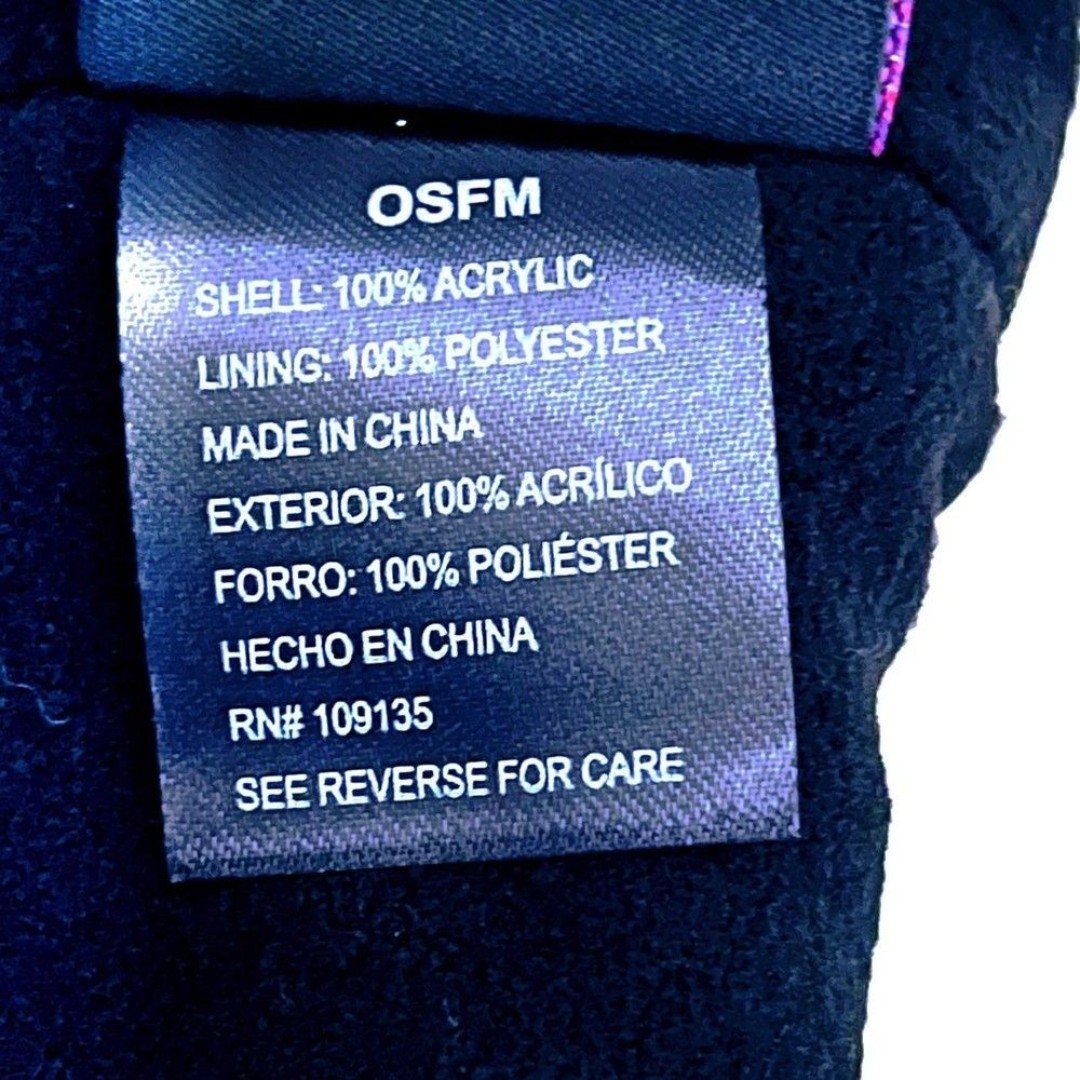 OSFM
SHELL: 100% ACRYLIC
LINING: 100% POLYESTER
MADE IN CHINA
EXTERIOR: 100% ACRÍLICO
FORRO: 100% POLIÉSTER
HECHO EN CHINA
RN# 109135
SEE REVERSE FOR CARE